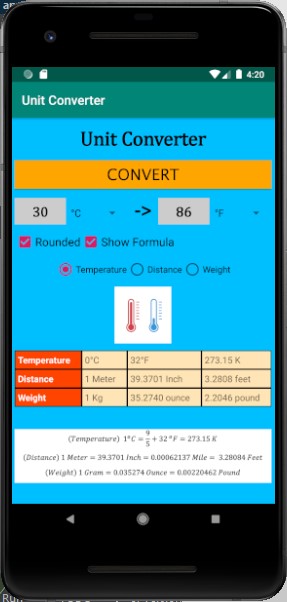 4:20
Unit Converter
Unit Converter
CONVERT
30 °C -> 86 °F
Rounded Show Formula
Temperature Distance Weight
Temperature 0°C 32°F 273.15 K
Distance 1 Meter 39.3701 Inch 3.2808 feet
Weight 1 Kg 35.2740 ounce 2.2046 pound
(Temperature) 1°C = 9/5 + 32 °F = 273.15 K
(Distance) 1 Meter = 39.3701 Inch = 0.00062137 Mile = 3.28084 Feet
(Weight) 1 Gram = 0.035274 Ounce = 0.00220462 Pound